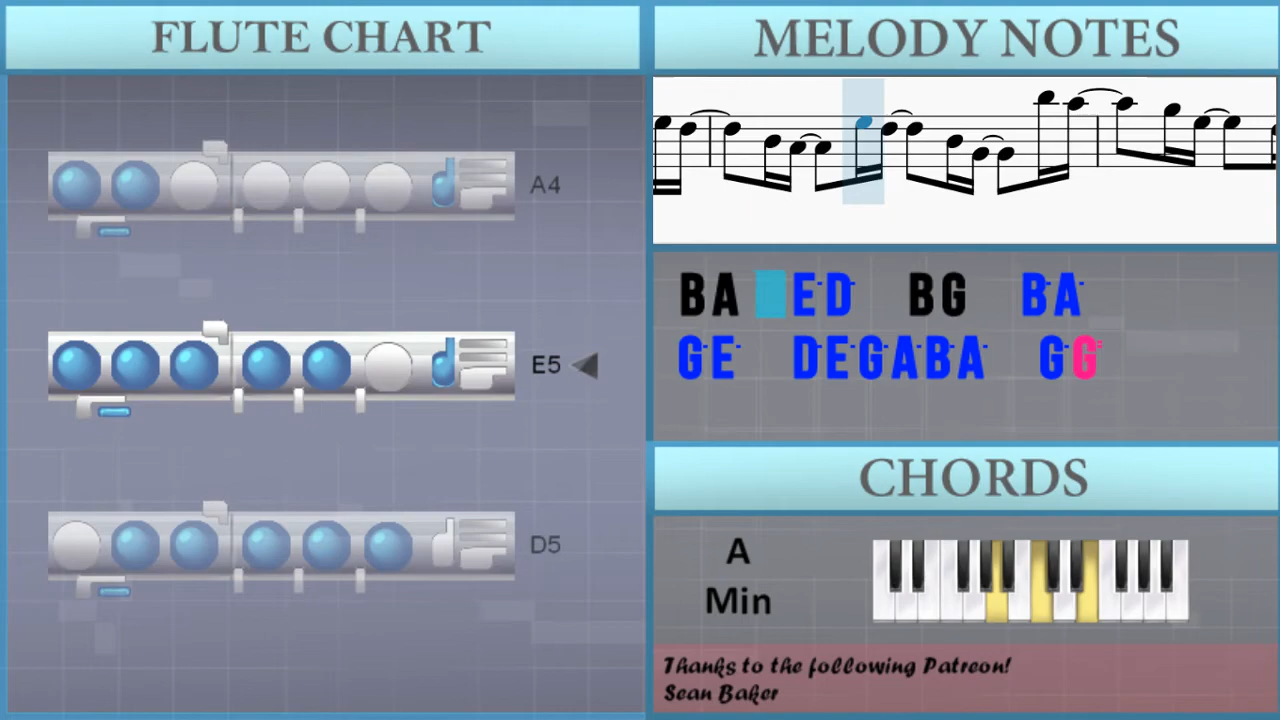 FLUTE CHART
A4
E5
D5
MELODY NOTES
BA ED BG BA
GE DEGABA GG#
CHORDS
A
Min
Thanks to the following Patreon!
Sean Baker